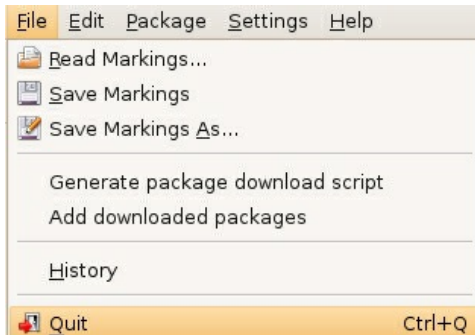 File Edit Package Settings Help
Read Markings...
Save Markings
Save Markings As...
Generate package download script
Add downloaded packages
History
Quit Ctrl+Q